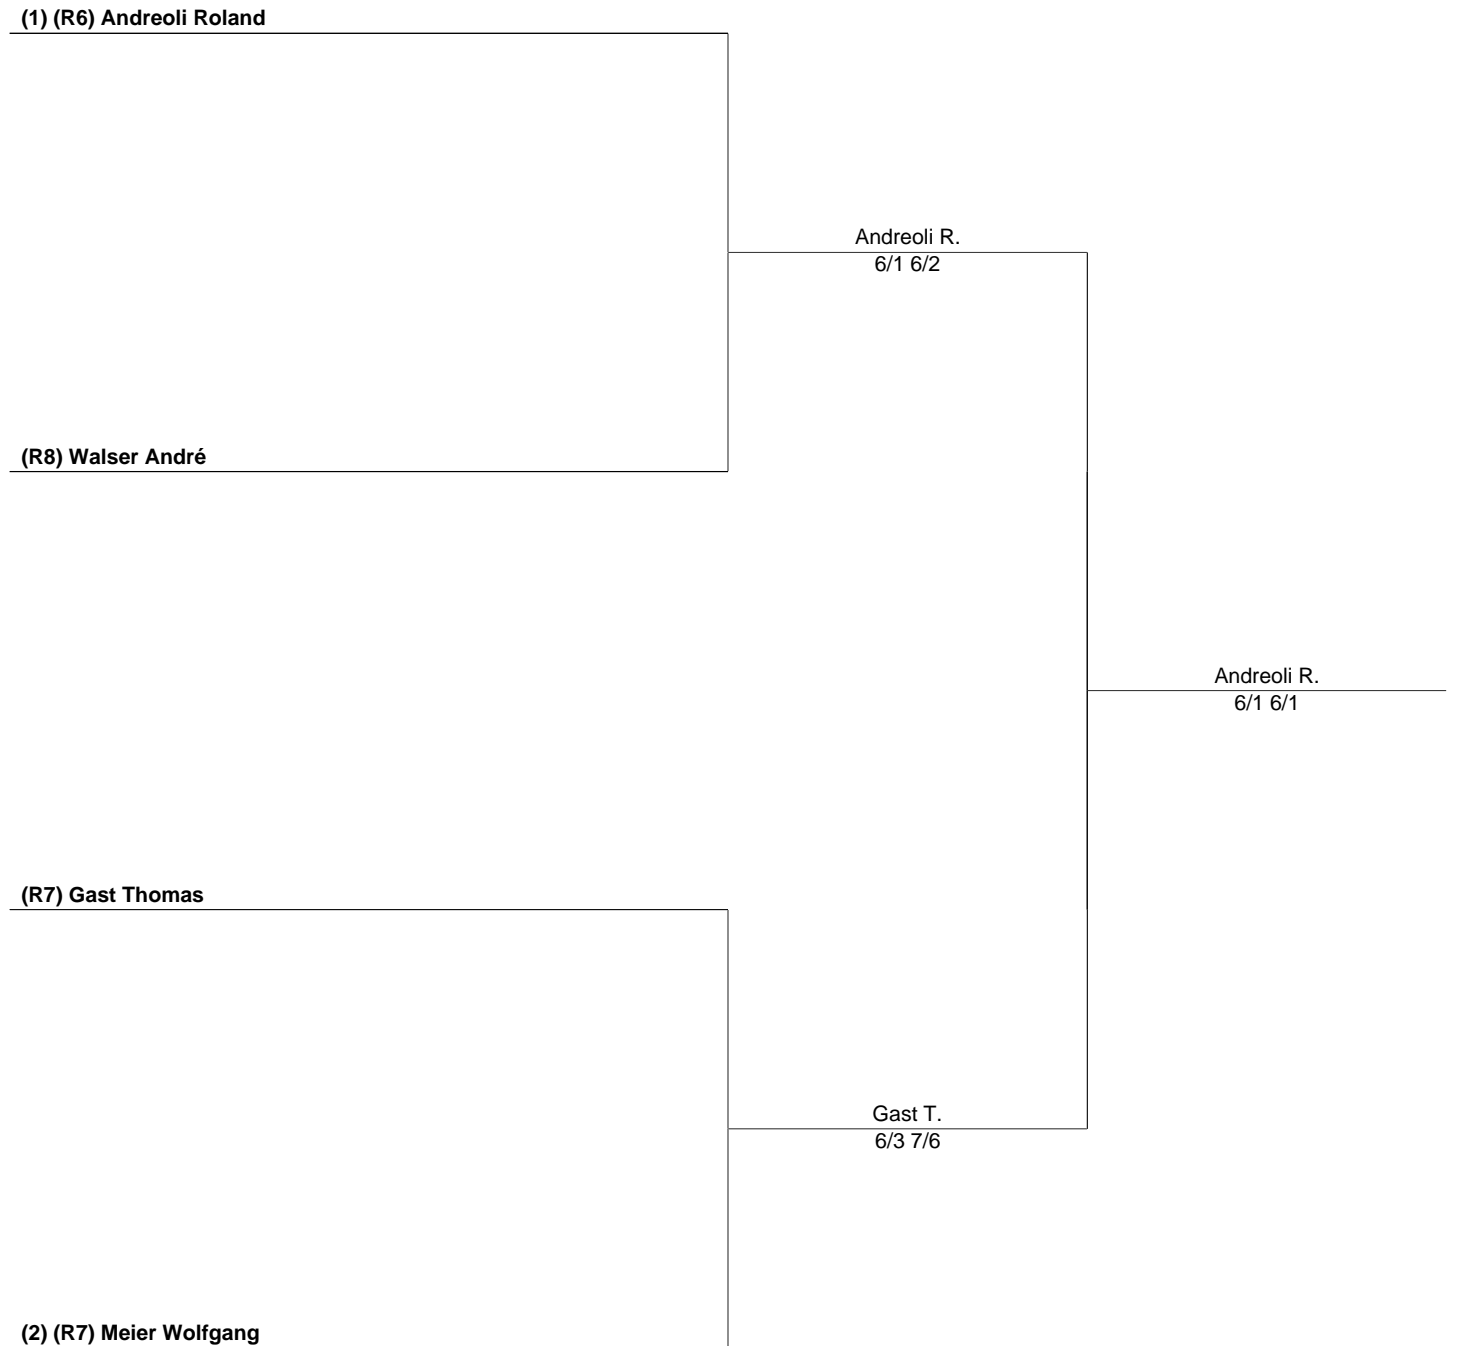 (1) (R6) Andreoli Roland
Andreoli R.
6/1 6/2
(R8) Walser André
Andreoli R.
6/1 6/1
(R7) Gast Thomas
Gast T.
6/3 7/6
(2) (R7) Meier Wolfgang